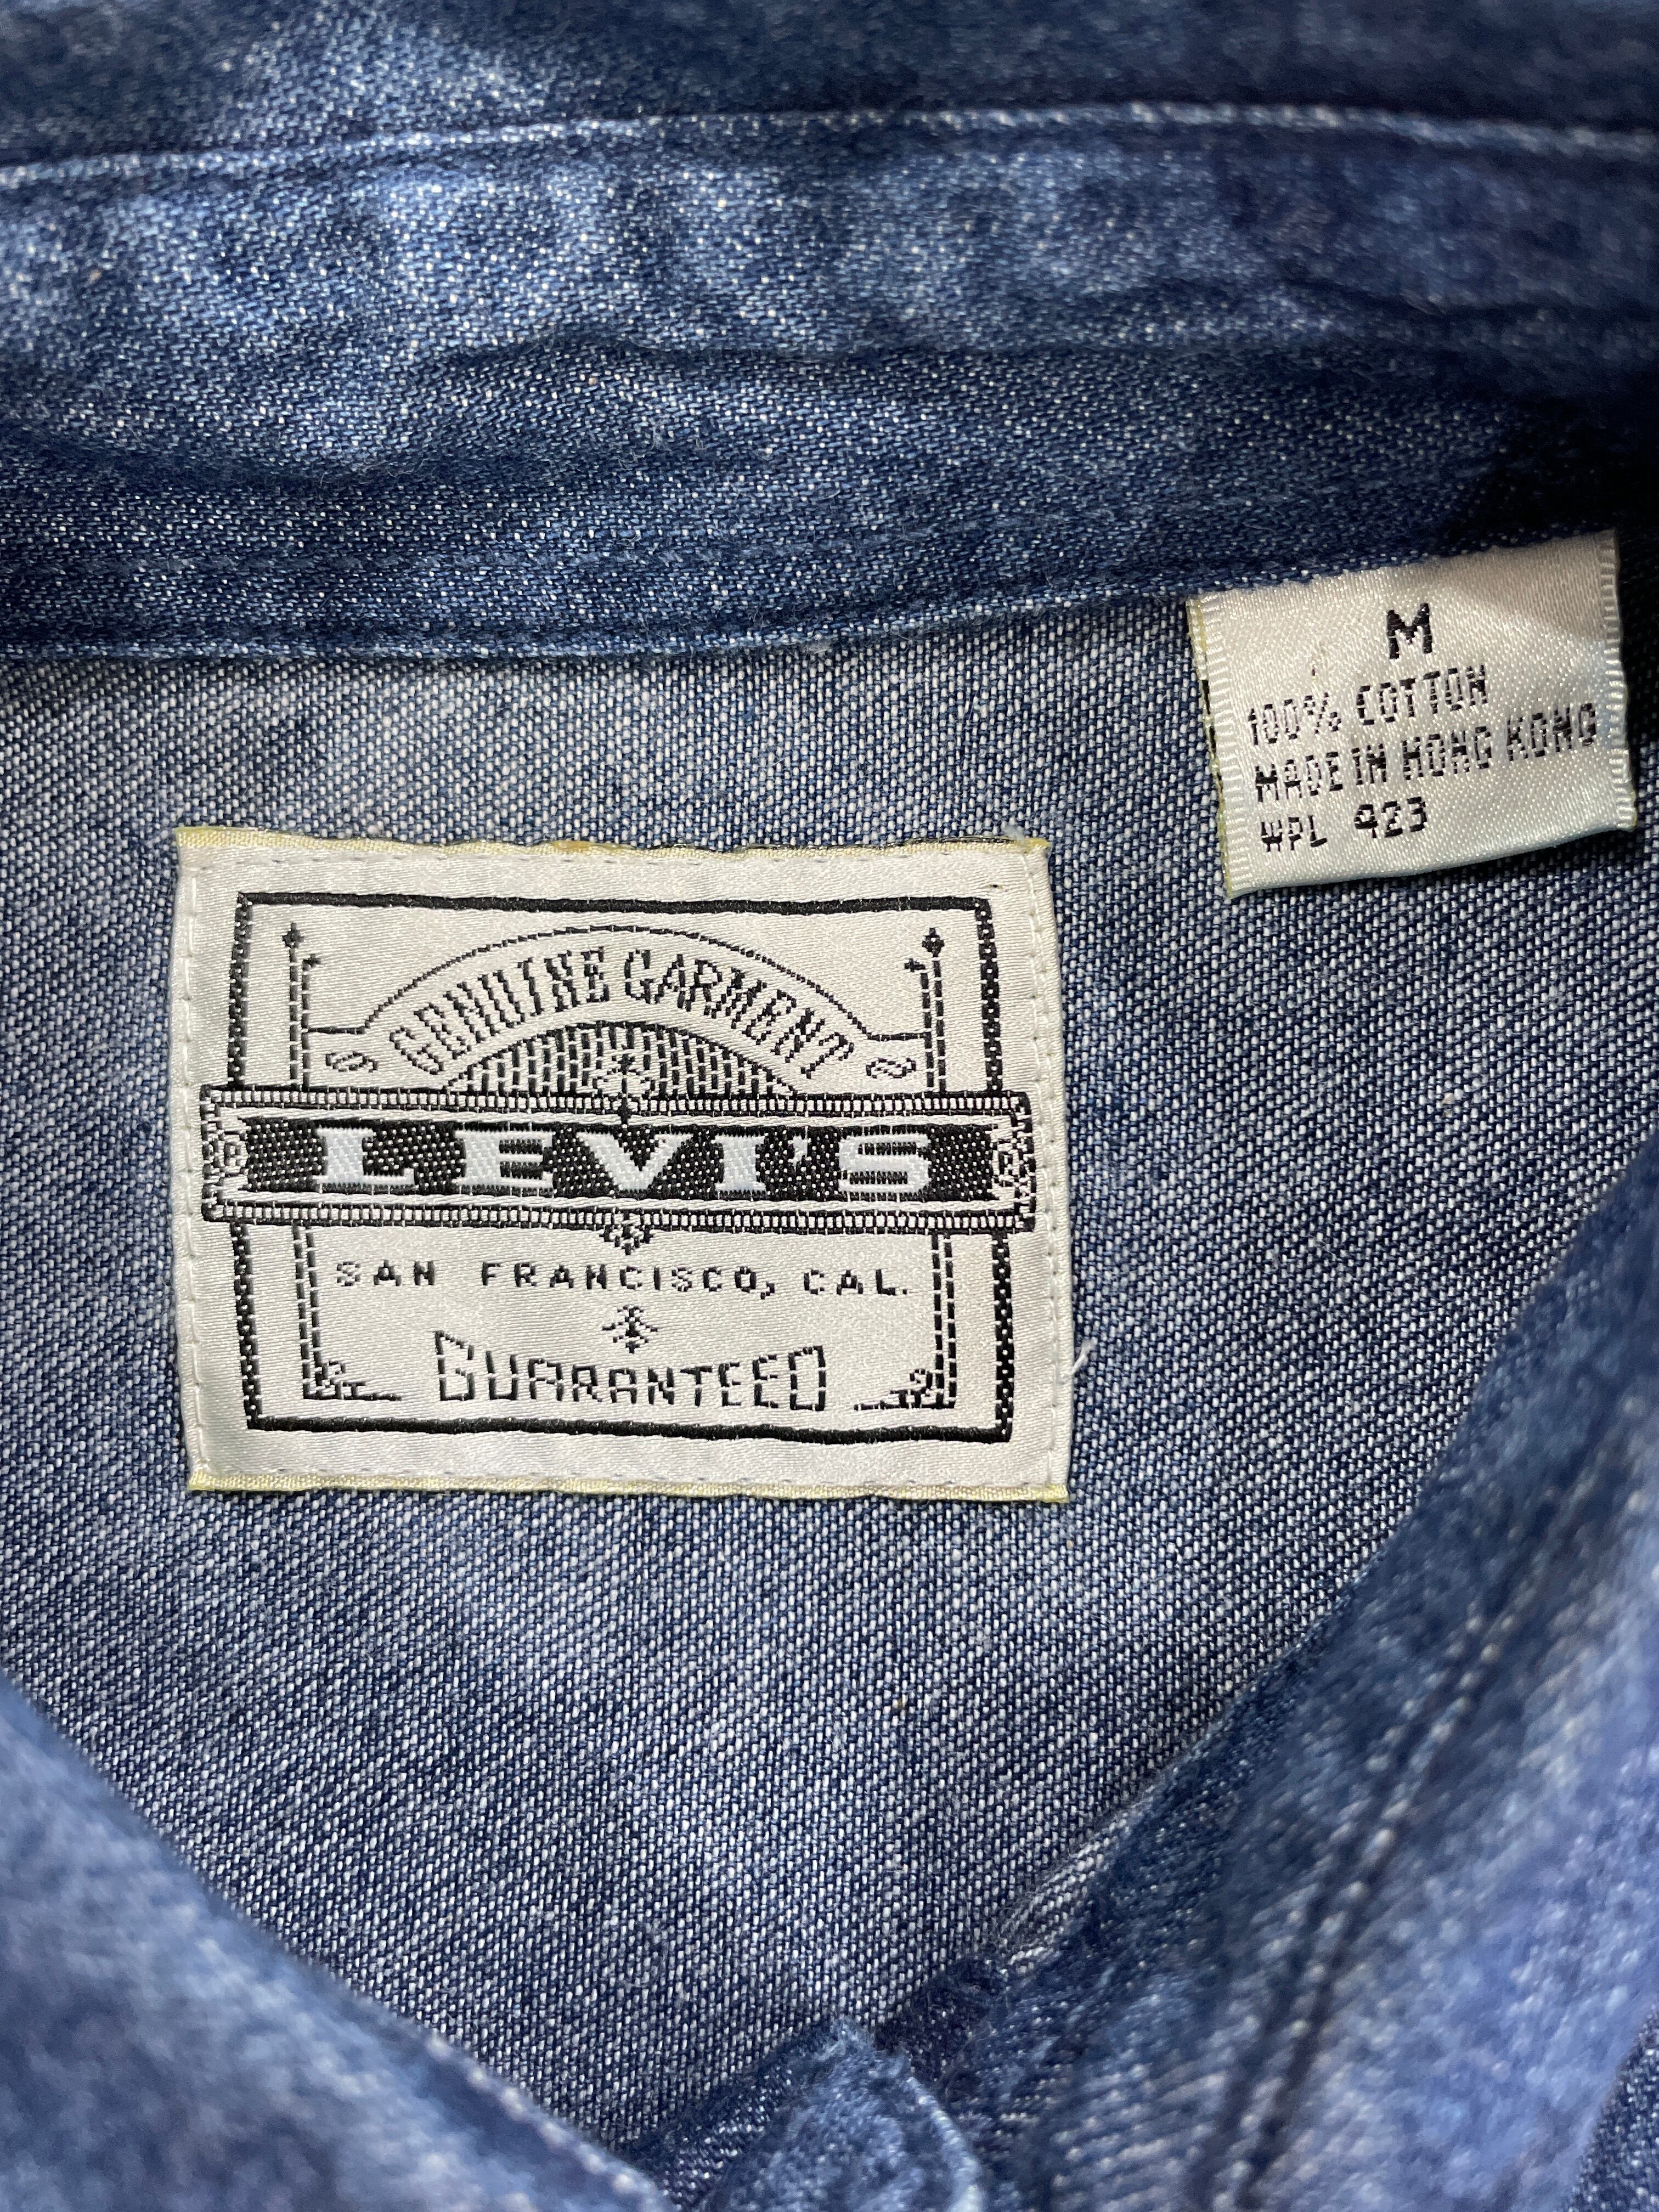 M
100% COTTON
MADE IN HONG KONG
WPL 423
GENUINE GARMENT
LEVI'S
SAN FRANCISCO, CAL.
GUARANTEED